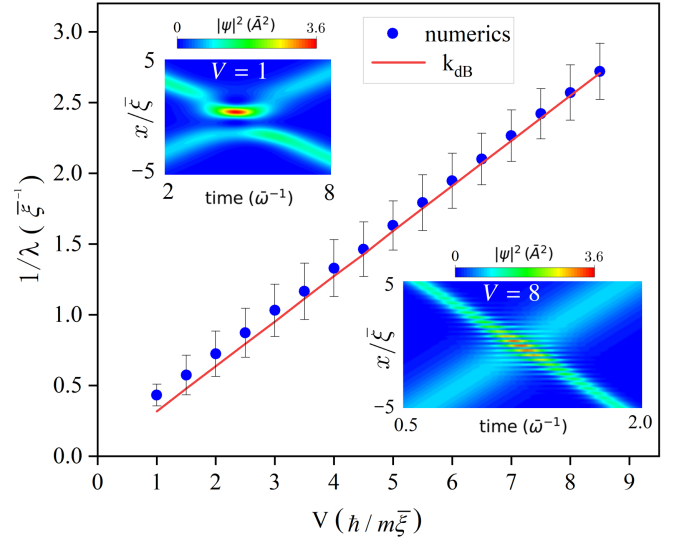 3.0
2.5
2.0
1.5
1.0
0.5
0.0
1/λ (ξ̅⁻¹)
0 1 2 3 4 5 6 7 8 9
V (ħ/mξ̅)
numerics
k_dB
|ψ|² (Ā²)
0 3.6
V = 1
5
x/ξ̅
−5
2 8
time (ω̄⁻¹)
|ψ|² (Ā²)
0 3.6
V = 8
5
x/ξ̅
−5
0.5 2.0
time (ω̄⁻¹)